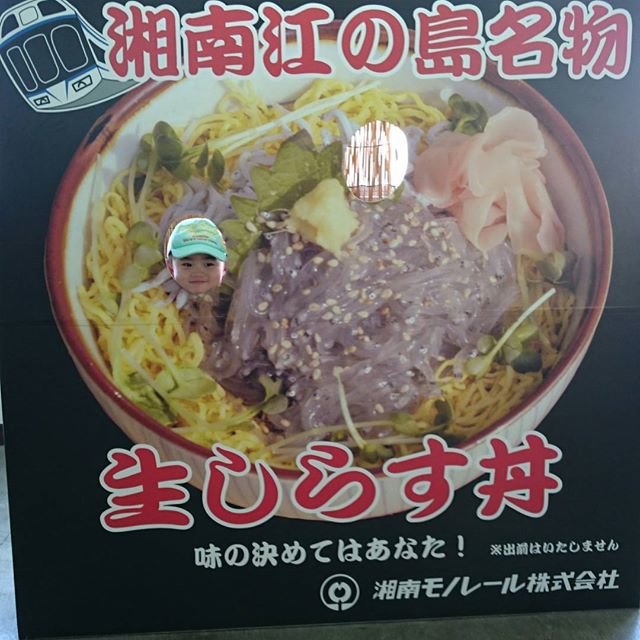 湘南江の島名物
生しらす丼
味の決めてはあなた！
※出前はいたしません
湘南モノレール株式会社